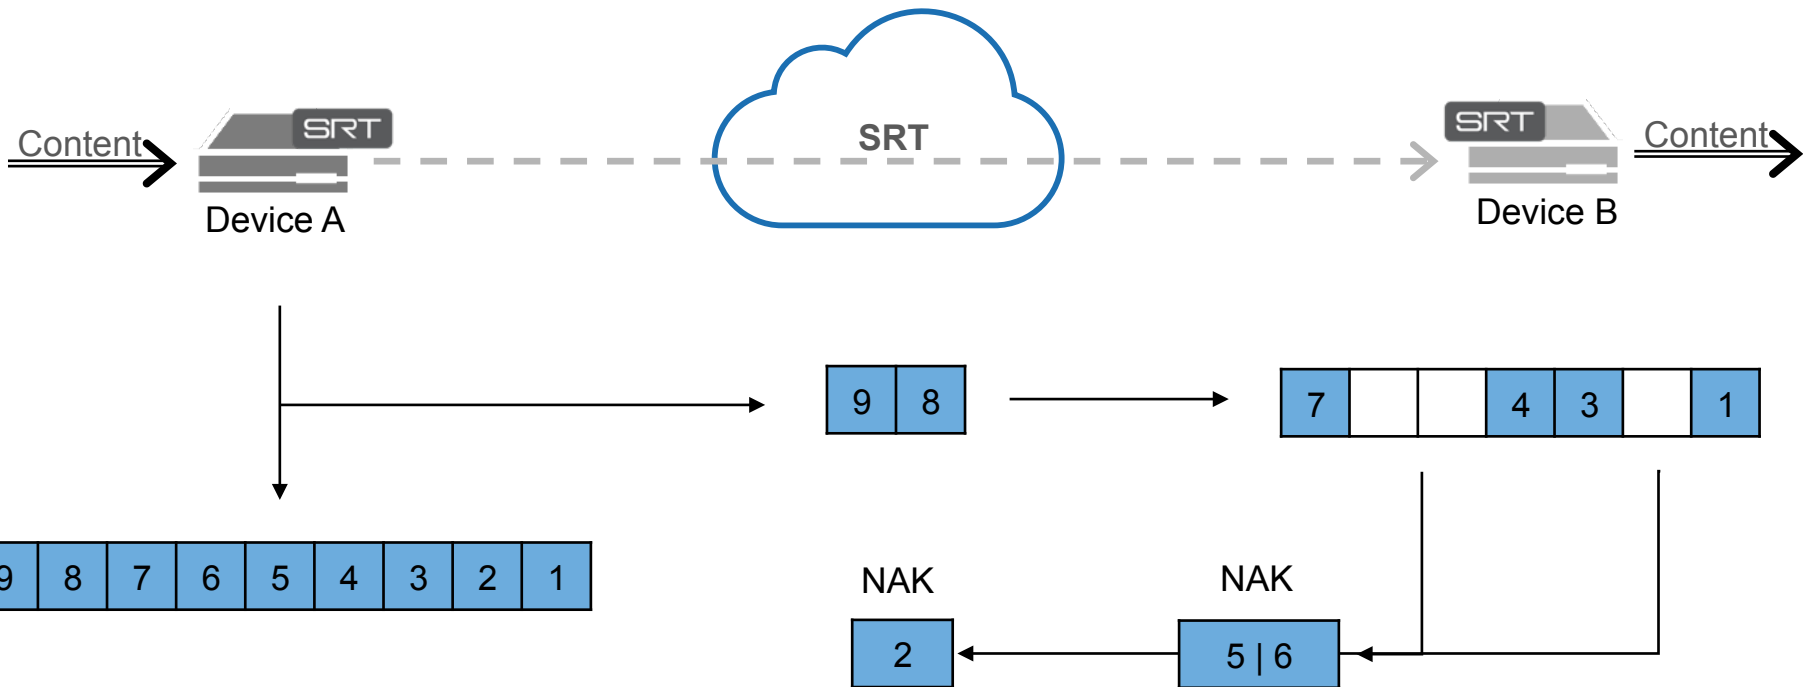 Content
SRT
SRT
SRT
Content
Device A
Device B
9 8
7 4 3 1
9 8 7 6 5 4 3 2 1
NAK
NAK
2
5 | 6